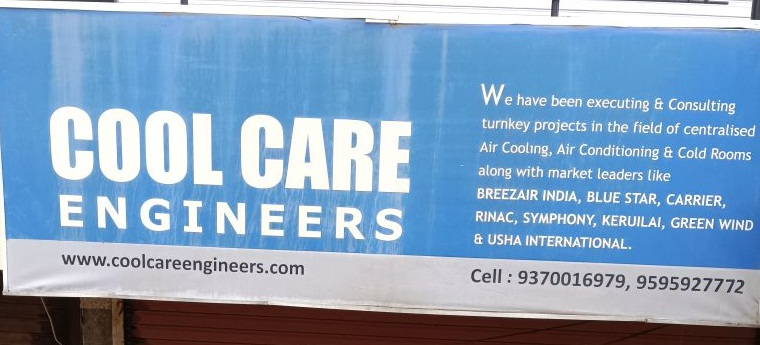 COOL CARE
ENGINEERS
www.coolcareengineers.com
We have been executing & Consulting
turnkey projects in the field of centralised
Air Cooling, Air Conditioning & Cold Rooms
along with market leaders like
BREEZAIR INDIA, BLUE STAR, CARRIER,
RINAC, SYMPHONY, KERUILAI, GREEN WIND
& USHA INTERNATIONAL.
Cell : 9370016979, 9595927772